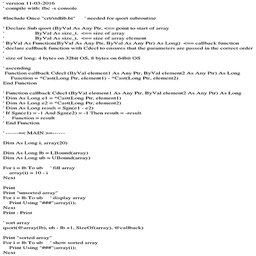 ' version 11-03-2016
' compile with: fbc -s console
#Include Once "crt/stdlib.bi" ' needed for qsort subroutine
' Declare Sub qsort (ByVal As Any Ptr, <== point to start of array
' ByVal As size_t, <== size of array
' ByVal As size_t, <== size of array element
' ByVal As Function(ByVal As Any Ptr, ByVal As Any Ptr) As Long) <== callback function
' declare callback function with Cdecl to ensures that the parameters are passed in the correct order
'
' size of long: 4 bytes on 32bit OS, 8 bytes on 64bit OS
' ascending
Function callback Cdecl (ByVal element1 As Any Ptr, ByVal element2 As Any Ptr) As Long
Function = *Cast(Long Ptr, element1) - *Cast(Long Ptr, element2)
End Function
' Function callback Cdecl (ByVal element1 As Any Ptr, ByVal element2 As Any Ptr) As Long
' Dim As Long e1 = *Cast(Long Ptr, element1)
' Dim As Long e2 = *Cast(Long Ptr, element2)
' Dim As Long result = Sgn(e1 - e2)
' If Sgn(e1) = -1 And Sgn(e2) = -1 Then result = -result
' Function = result
' End Function
' ------=< MAIN >=------
Dim As Long i, array(20)
Dim As Long lb = LBound(array)
Dim As Long ub = UBound(array)
For i = lb To ub ' fill array
array(i) = 10 - i
Next
Print
Print "unsorted array"
For i = lb To ub ' display array
Print Using "###";array(i);
Next
Print : Print
' sort array
qsort(@array(lb), ub - lb +1, SizeOf(array), @callback)
Print "sorted array"
For i = lb To ub ' show sorted array
Print Using "###";array(i);
Next